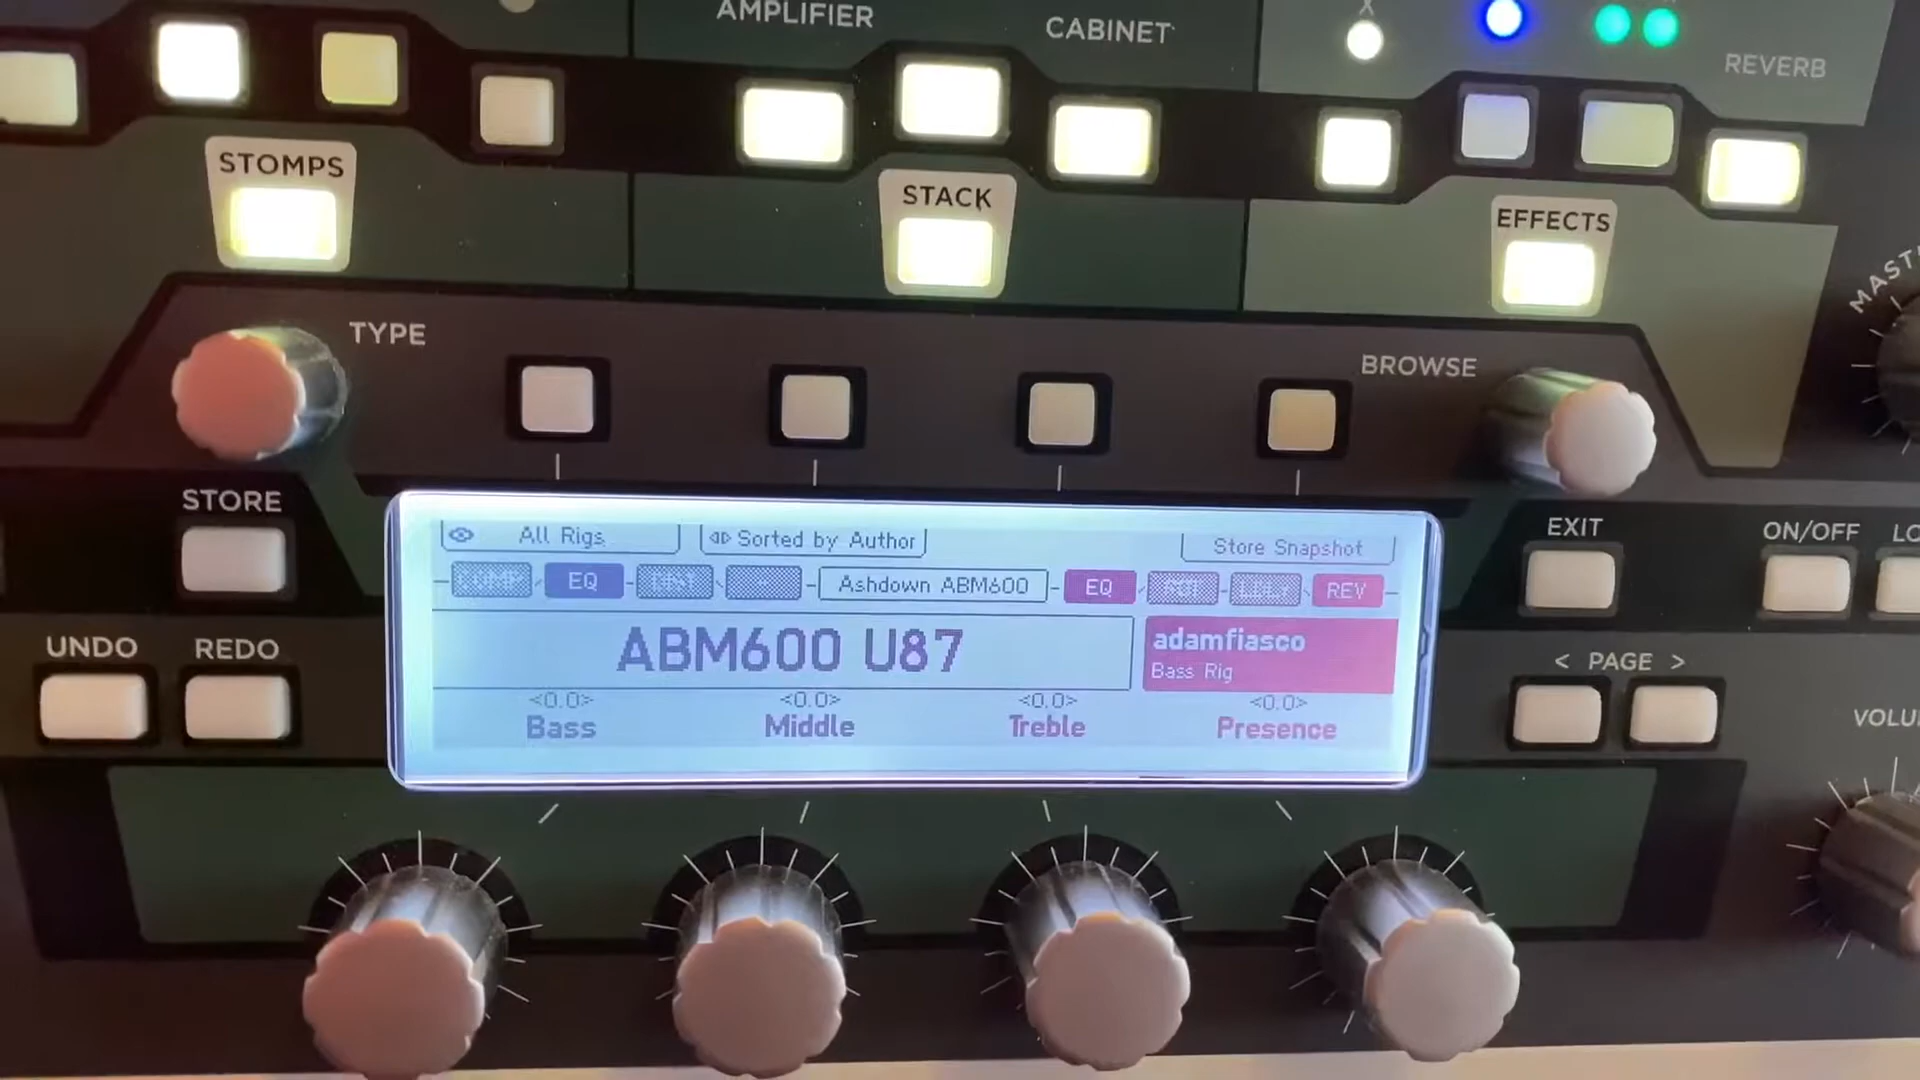 AMPLIFIER
CABINET
X
REVERB
STOMPS
STACK
EFFECTS
TYPE
BROWSE
STORE
EXIT
ON/OFF
UNDO
REDO
< PAGE >
All Rigs
Sorted by Author
Store Snapshot
EQ
Ashdown ABM600
EQ
REV
ABM600 U87
adamfiasco
Bass Rig
<0.0>
<0.0>
<0.0>
<0.0>
Bass
Middle
Treble
Presence